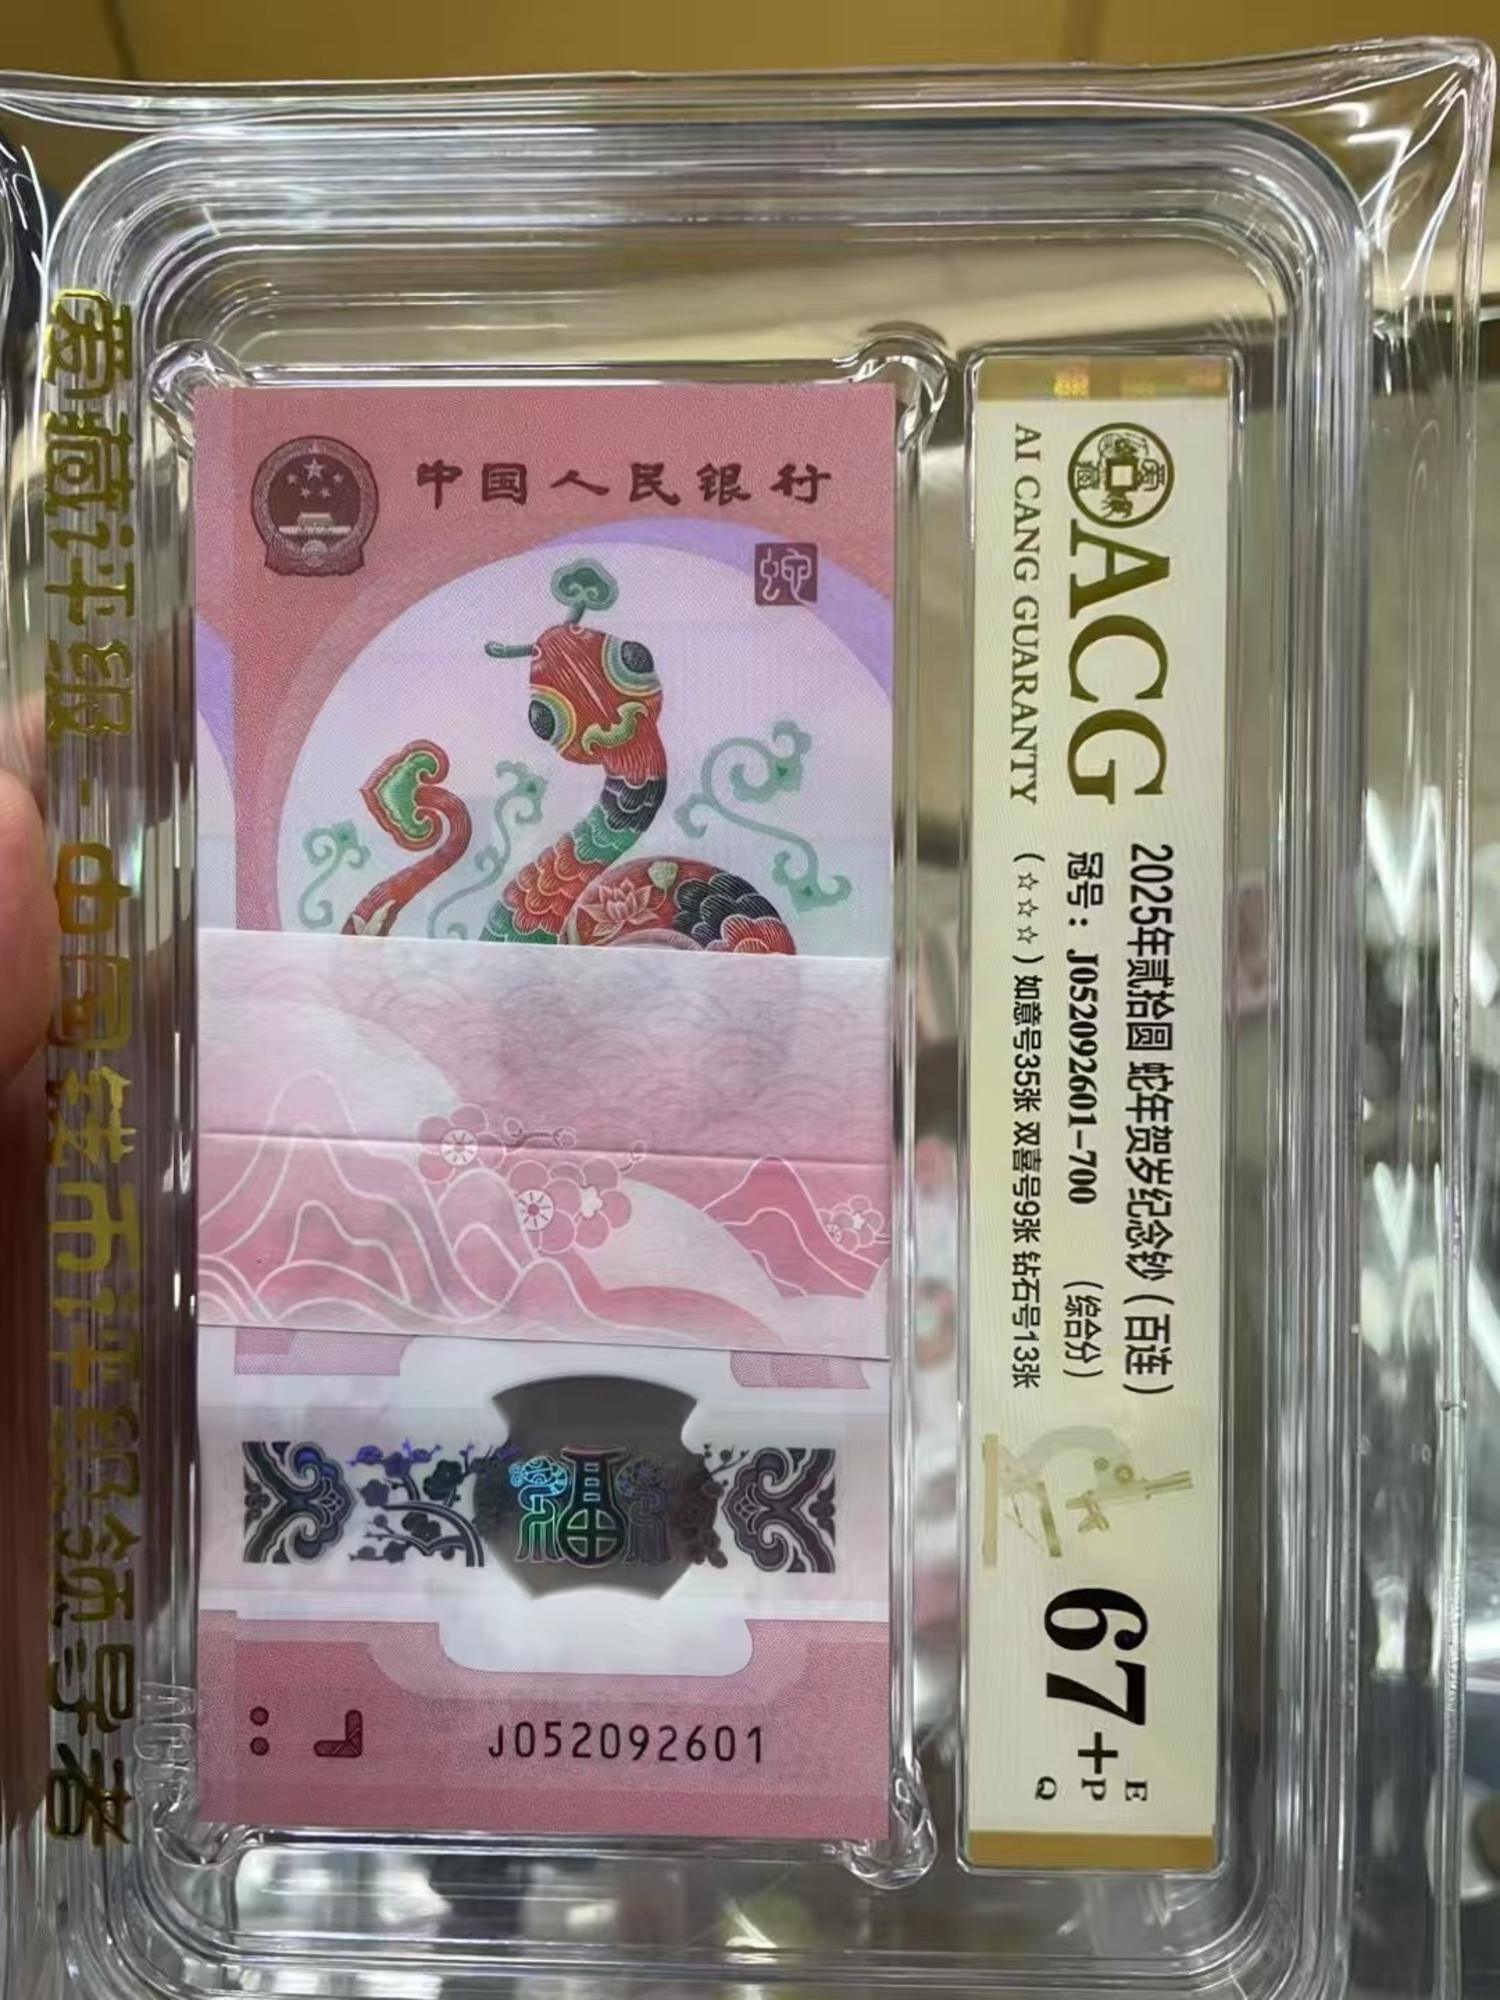 爱藏评级 - 中国钱币评级领导者
中国人民银行
蛇
J052092601
ACG
AI CANG GUARANTY
2025年贰拾圆 蛇年贺岁纪念钞（百连）
冠号：J052092601-700 （综合分）
（☆☆☆）如意号35张 双喜号9张 钻石号13张
67+
E
P
Q